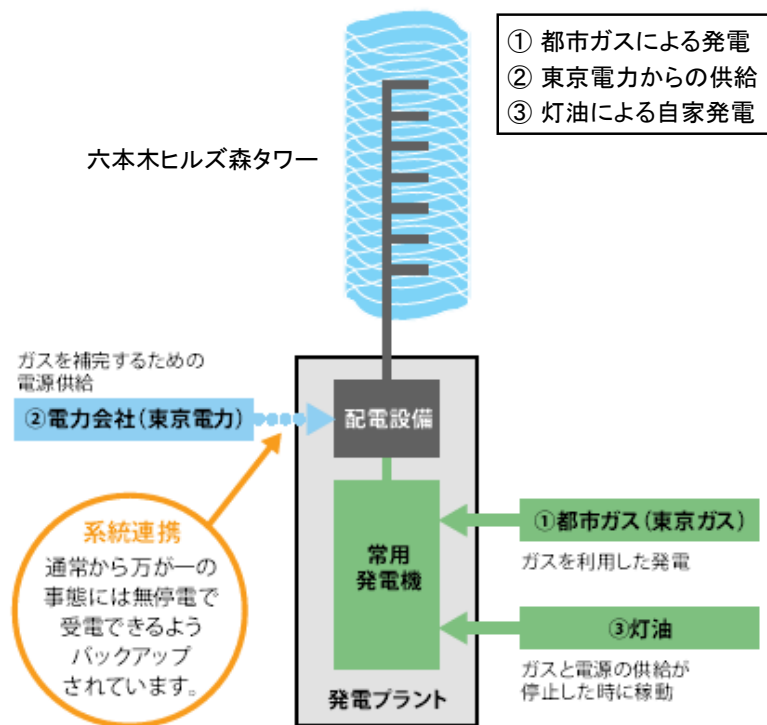 ① 都市ガスによる発電
② 東京電力からの供給
③ 灯油による自家発電
六本木ヒルズ森タワー
ガスを補完するための
電源供給
②電力会社(東京電力)
配電設備
系統連携
通常から万が一の
事態には無停電で
受電できるよう
バックアップ
されています。
常用
発電機
①都市ガス(東京ガス)
ガスを利用した発電
③灯油
ガスと電源の供給が
停止した時に稼動
発電プラント